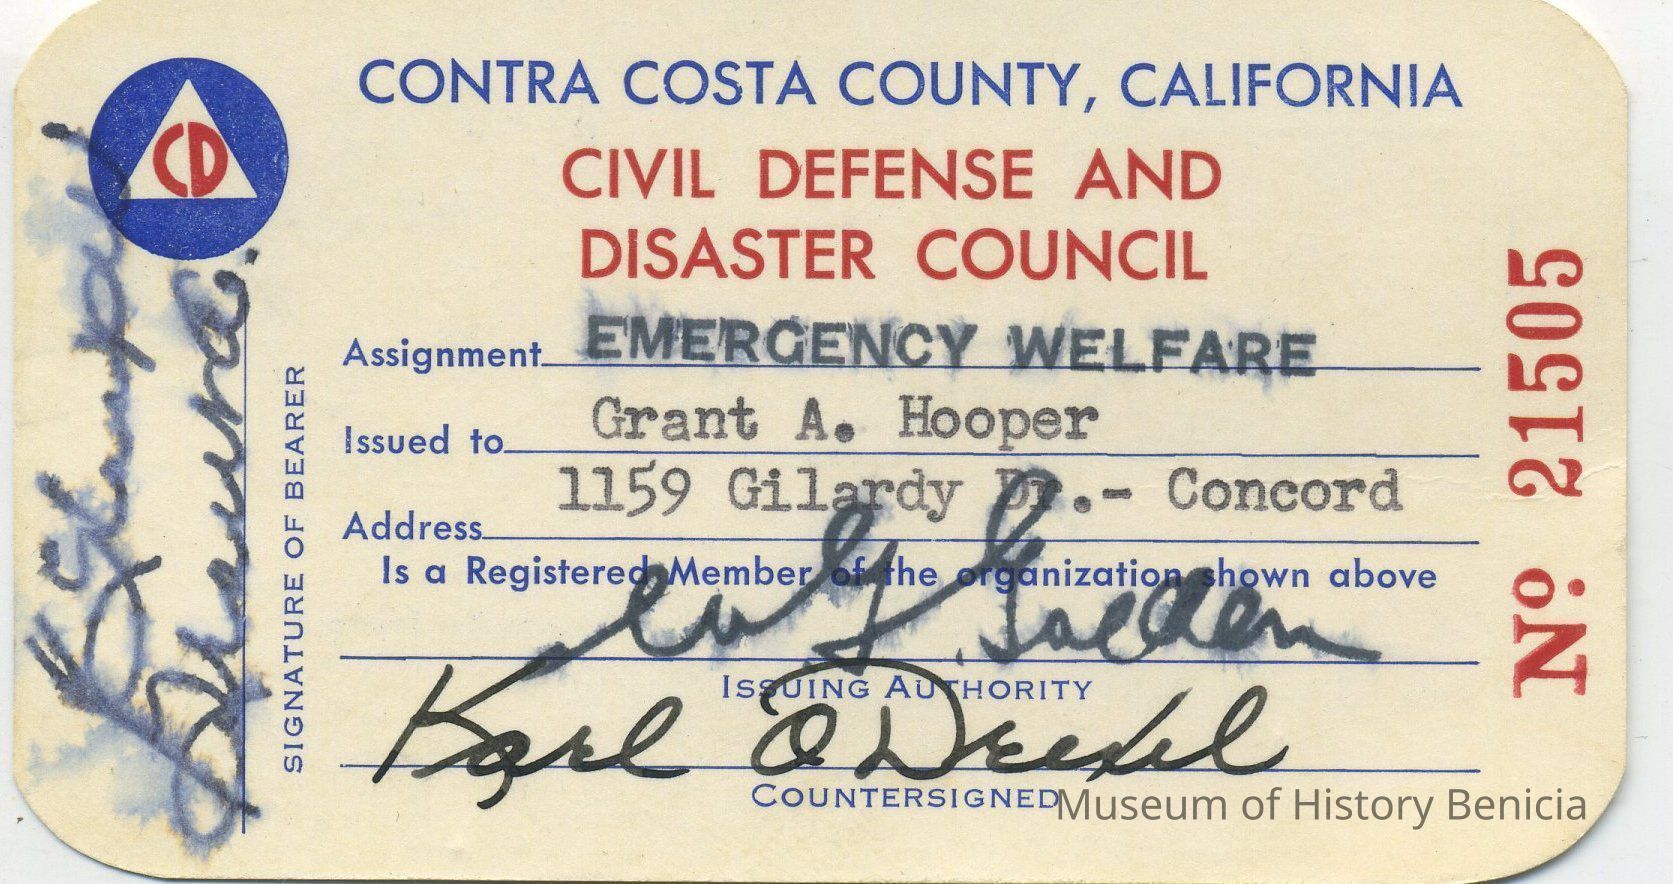 CD
CONTRA COSTA COUNTY, CALIFORNIA
CIVIL DEFENSE AND
DISASTER COUNCIL
Assignment EMERGENCY WELFARE
Issued to Grant A. Hooper
Address 1159 Gilardy Dr.- Concord
Is a Registered Member of the organization shown above
ISSUING AUTHORITY
Karl O Drexel
COUNTERSIGNED
SIGNATURE OF BEARER
Nº 21505
Museum of History Benicia